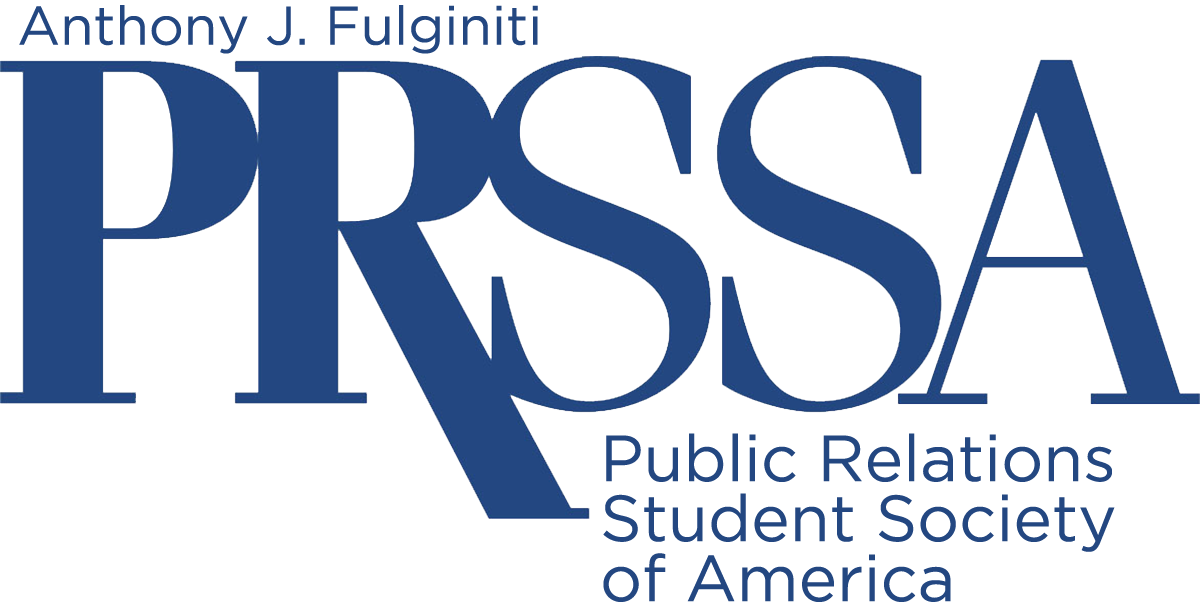 Anthony J. Fulginiti
PRSSA
Public Relations
Student Society
of America